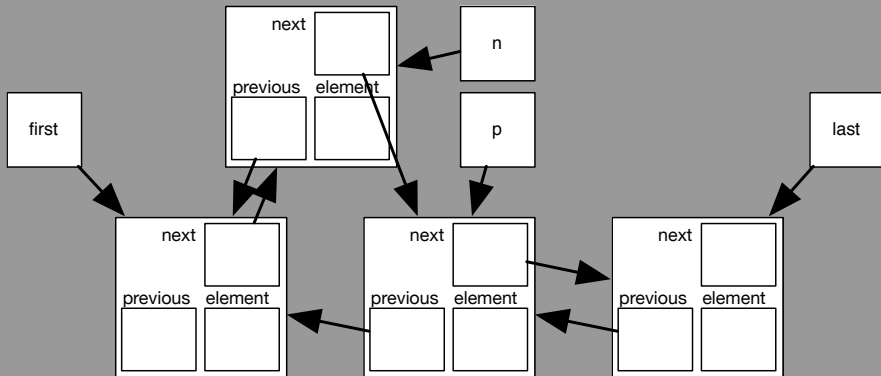 next
n
previous element
first
p
last
next
previous element
next
previous element
next
previous element